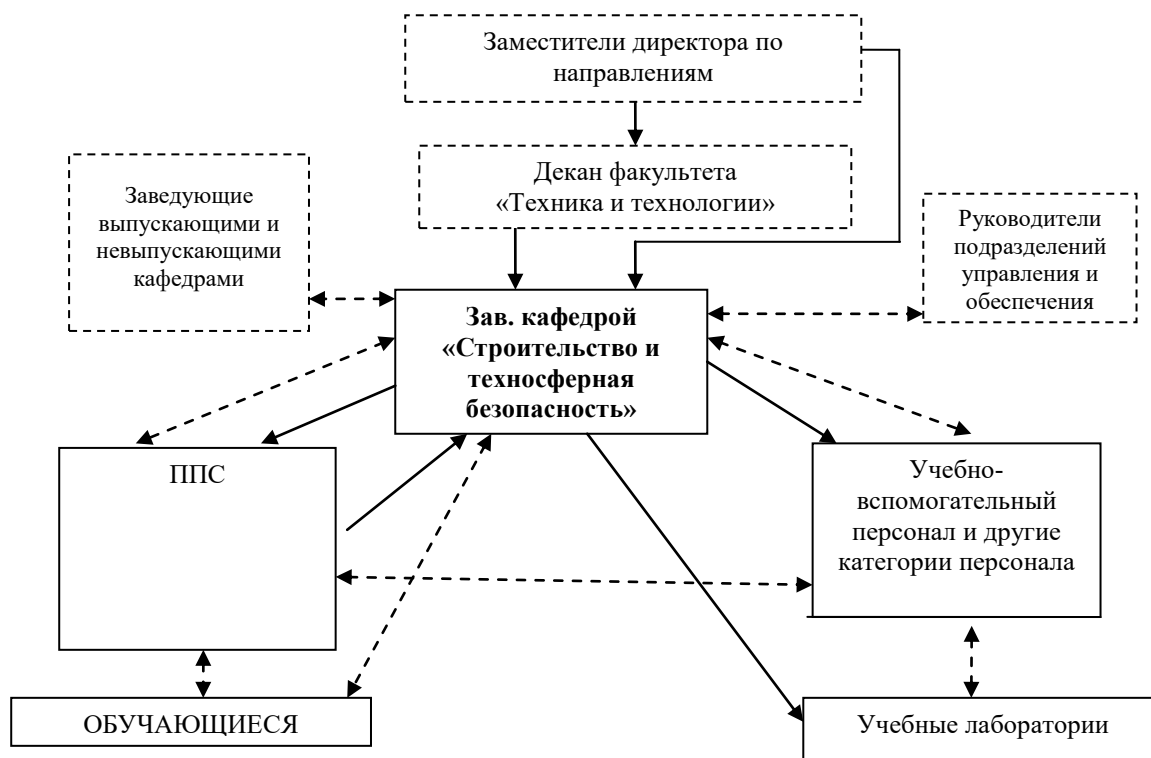 Заместители директора по
направлениям
Декан факультета
«Техника и технологии»
Заведующие
выпускающими и
невыпускающими
кафедрами
Руководители
подразделений
управления и
обеспечения
Зав. кафедрой
«Строительство и
техносферная
безопасность»
ППС
Учебно-
вспомогательный
персонал и другие
категории персонала
ОБУЧАЮЩИЕСЯ
Учебные лаборатории